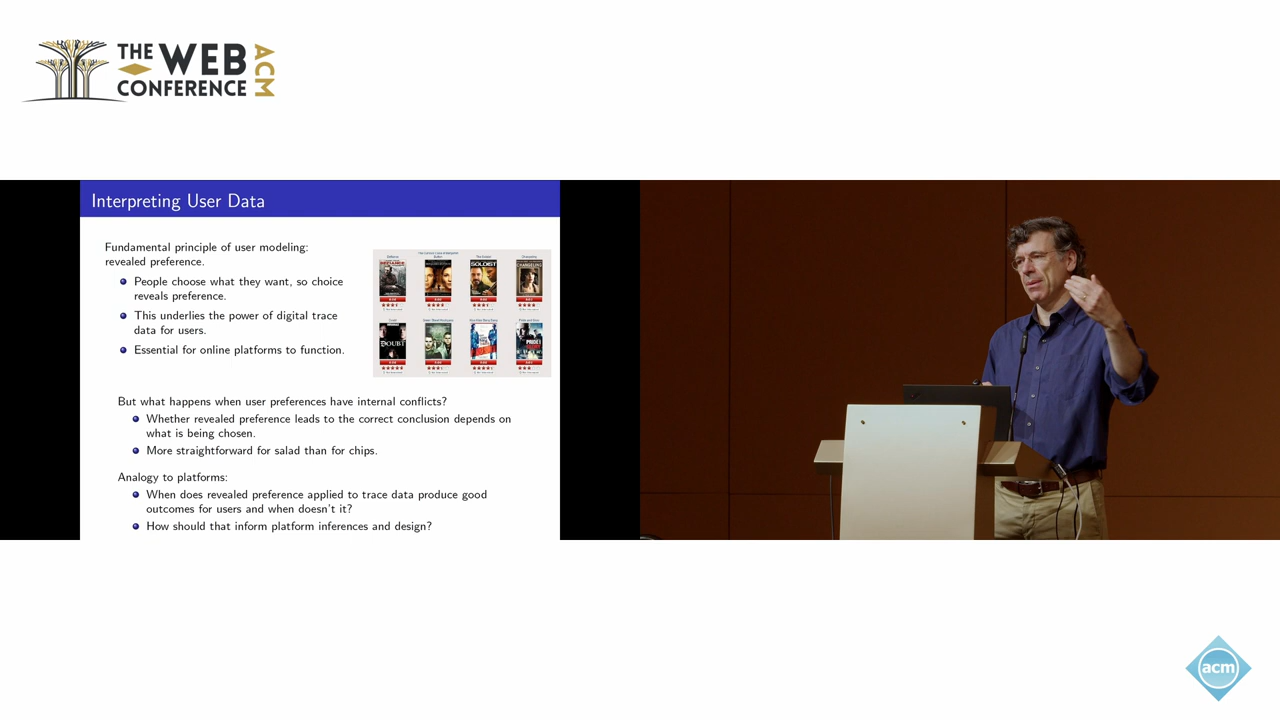 THE WEB
CONFERENCE
ACM
Interpreting User Data
Fundamental principle of user modeling:
revealed preference.
People choose what they want, so choice
reveals preference.
This underlies the power of digital trace
data for users.
Essential for online platforms to function.
DEFIANCE
SOLOIST
CHANGELING
DOUBT
PRIDE
But what happens when user preferences have internal conflicts?
Whether revealed preference leads to the correct conclusion depends on
what is being chosen.
More straightforward for salad than for chips.
Analogy to platforms:
When does revealed preference applied to trace data produce good
outcomes for users and when doesn't it?
How should that inform platform inferences and design?
acm